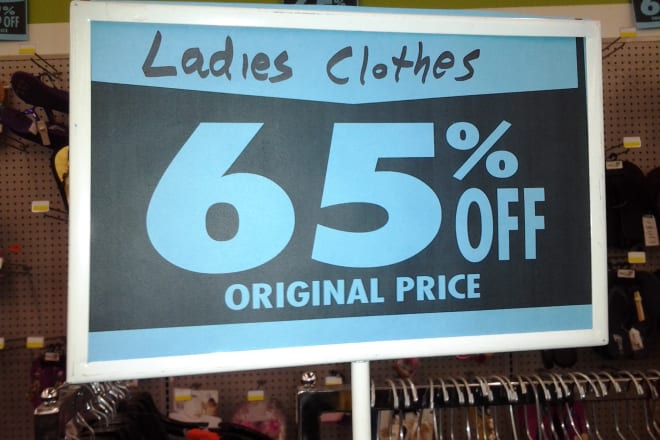 Ladies Clothes
65% OFF
ORIGINAL PRICE